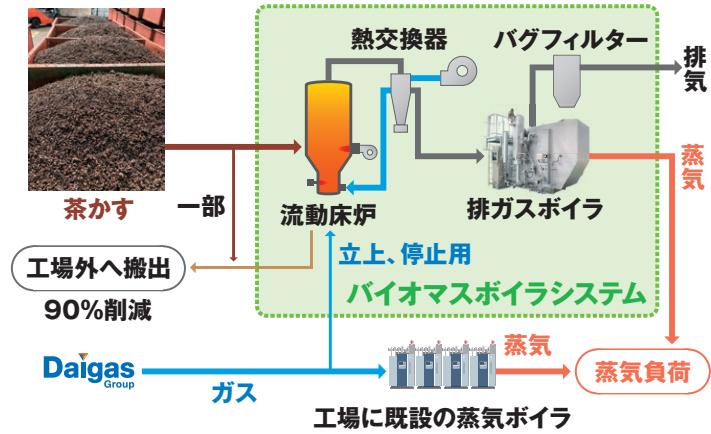 熱交換器
バグフィルター
排気
蒸気
茶かす
一部
流動床炉
排ガスボイラ
工場外へ搬出
90%削減
立上、停止用
バイオマスボイラシステム
Daigas
Group
ガス
蒸気
蒸気負荷
工場に既設の蒸気ボイラ